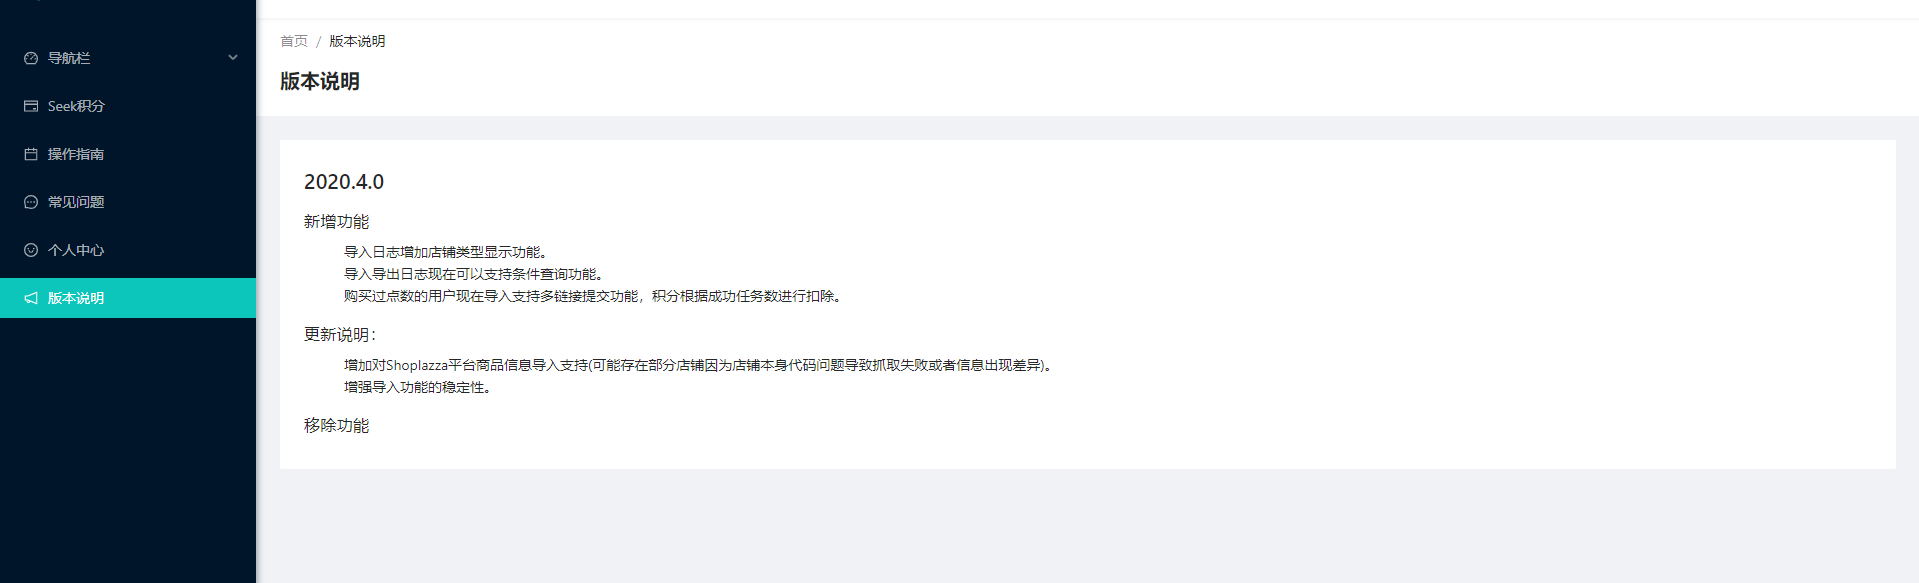 导航栏
Seek积分
操作指南
常见问题
个人中心
版本说明
首页 / 版本说明
版本说明
2020.4.0
新增功能
导入日志增加店铺类型显示功能。
导入导出日志现在可以支持条件查询功能。
购买过点数的用户现在导入支持多链接提交功能，积分根据成功任务数进行扣除。
更新说明：
增加对Shoplazza平台商品信息导入支持(可能存在部分店铺因为店铺本身代码问题导致抓取失败或者信息出现差异)。
增强导入功能的稳定性。
移除功能